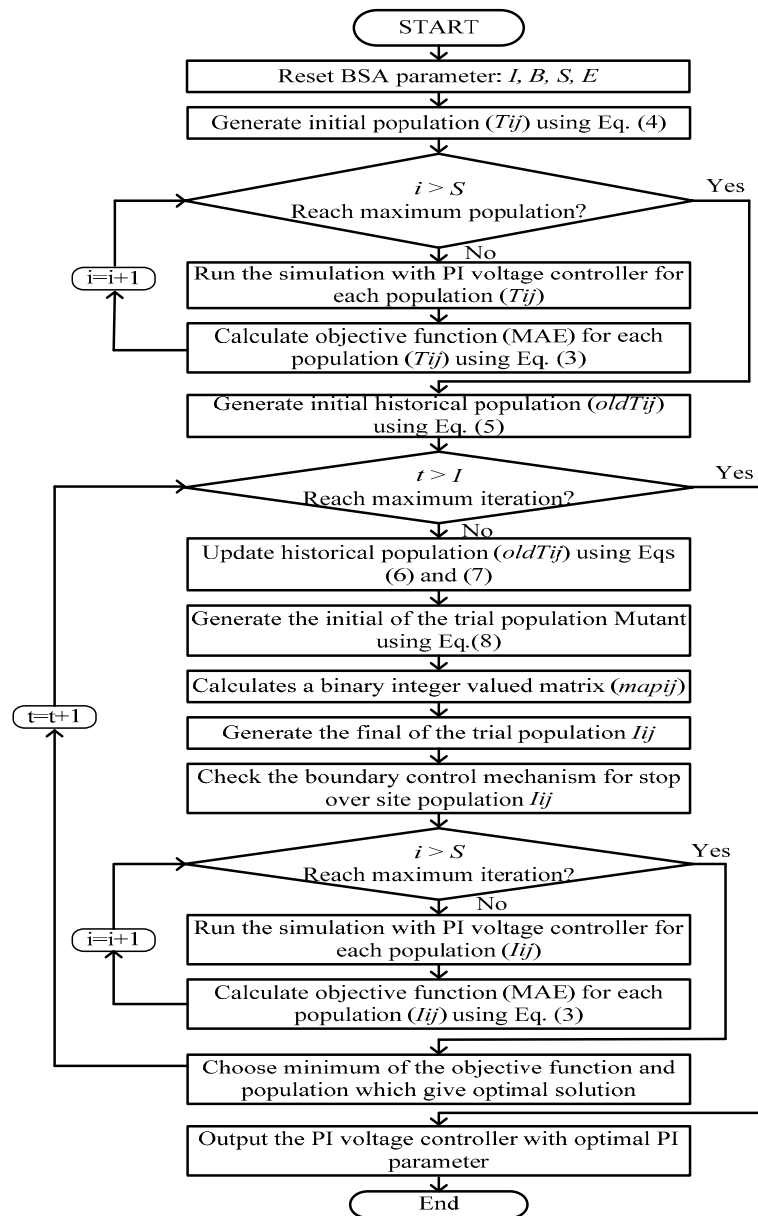 START
Reset BSA parameter: I, B, S, E
Generate initial population (Tij) using Eq. (4)
i > S
Reach maximum population?
Yes
No
i=i+1
Run the simulation with PI voltage controller for
each population (Tij)
Calculate objective function (MAE) for each
population (Tij) using Eq. (3)
Generate initial historical population (oldTij)
using Eq. (5)
t > I
Reach maximum iteration?
Yes
No
Update historical population (oldTij) using Eqs
(6) and (7)
Generate the initial of the trial population Mutant
using Eq.(8)
Calculates a binary integer valued matrix (mapij)
t=t+1
Generate the final of the trial population Iij
Check the boundary control mechanism for stop
over site population Iij
i > S
Reach maximum iteration?
Yes
No
i=i+1
Run the simulation with PI voltage controller for
each population (Iij)
Calculate objective function (MAE) for each
population (Iij) using Eq. (3)
Choose minimum of the objective function and
population which give optimal solution
Output the PI voltage controller with optimal PI
parameter
End